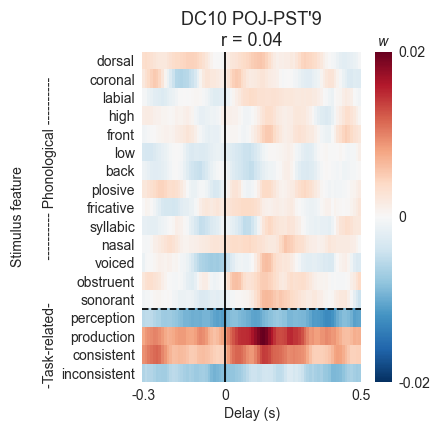 DC10 POJ-PST'9
r = 0.04
w
dorsal
coronal
labial
high
front
low
back
plosive
fricative
syllabic
nasal
voiced
obstruent
sonorant
perception
production
consistent
inconsistent
Stimulus feature
---------- Phonological ----------
-Task-related-
-0.3
0
0.5
Delay (s)
0.02
0
-0.02